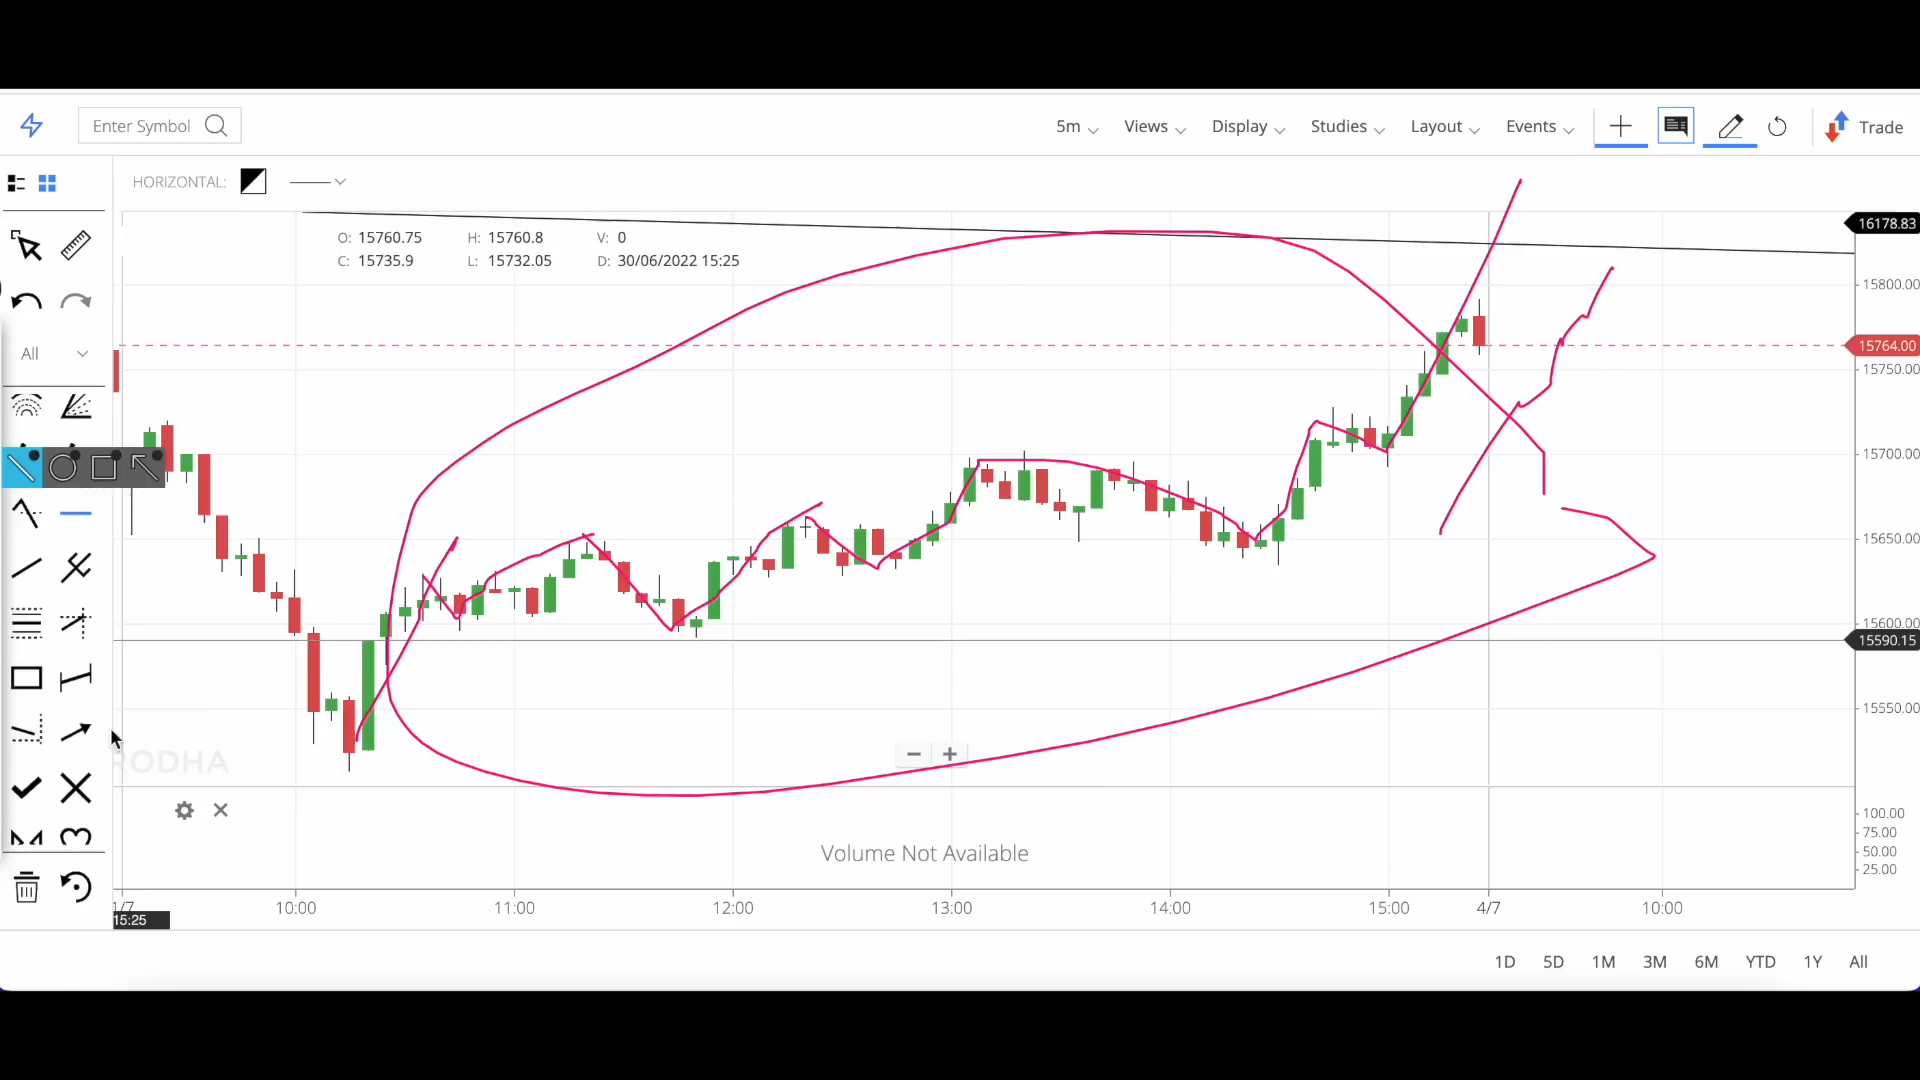 Enter Symbol 5m Views Display Studies Layout Events Trade
HORIZONTAL:
16178.83
O: 15760.75 H: 15760.8 V: 0
C: 15735.9 L: 15732.05 D: 30/06/2022 15:25
15800.00
15764.00
All
15750.00
15700.00
15650.00
15600.00
15590.15
15550.00
RODHA
100.00
75.00
Volume Not Available
50.00
25.00
1/7 10:00 11:00 12:00 13:00 14:00 15:00 4/7 10:00
15:25
1D 5D 1M 3M 6M YTD 1Y All